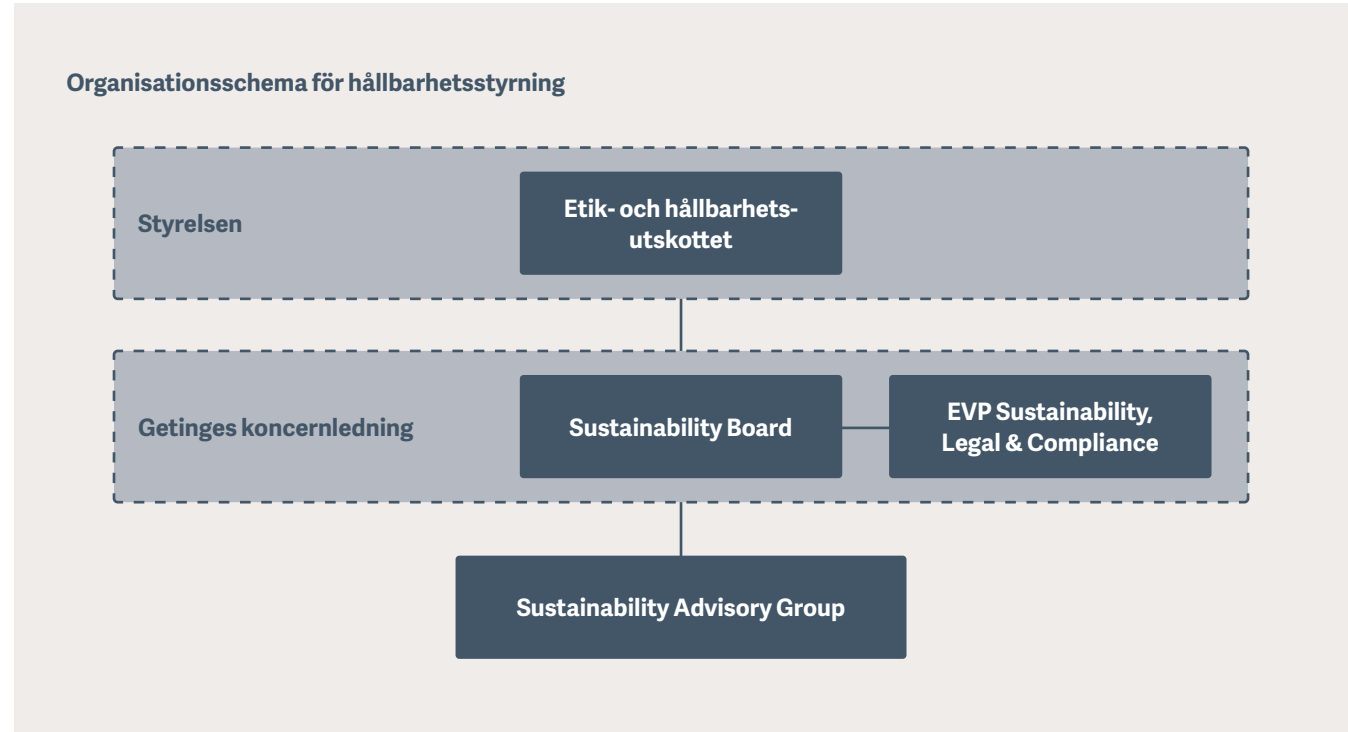 Organisationsschema för hållbarhetsstyrning
Styrelsen
Etik- och hållbarhets-
utskottet
Getinges koncernledning
Sustainability Board
EVP Sustainability,
Legal & Compliance
Sustainability Advisory Group